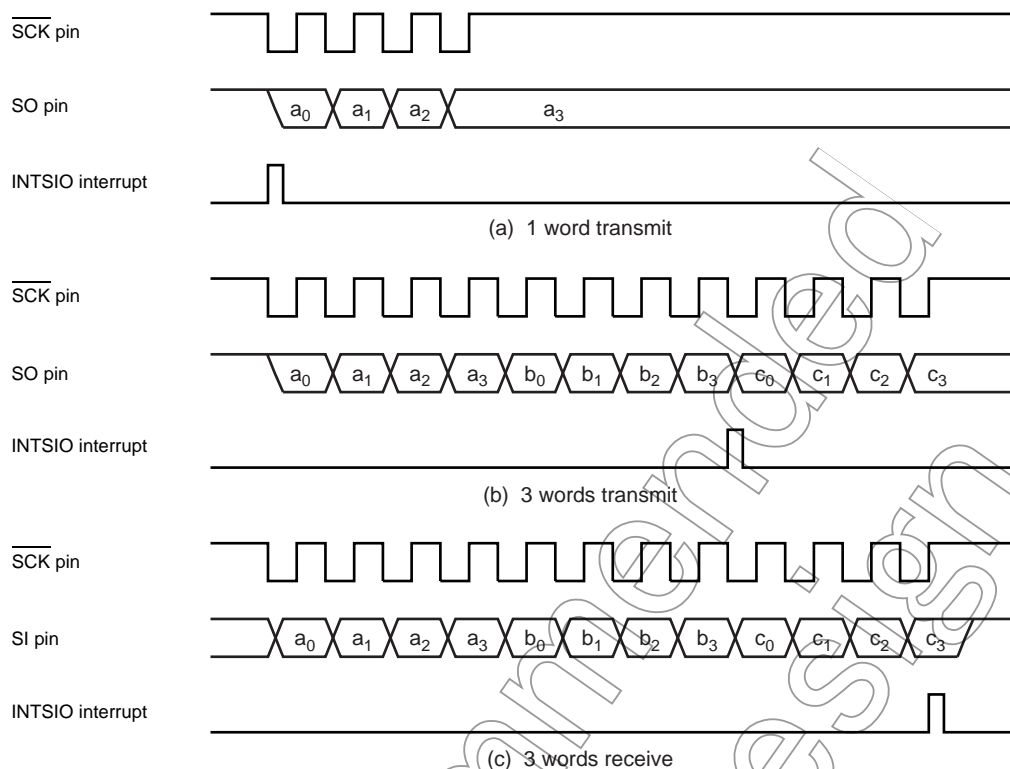 SCK pin
SO pin
a0 a1 a2 a3
INTSIO interrupt
(a) 1 word transmit
SCK pin
SO pin
a0 a1 a2 a3 b0 b1 b2 b3 c0 c1 c2 c3
INTSIO interrupt
(b) 3 words transmit
SCK pin
SI pin
a0 a1 a2 a3 b0 b1 b2 b3 c0 c1 c2 c3
INTSIO interrupt
(c) 3 words receive